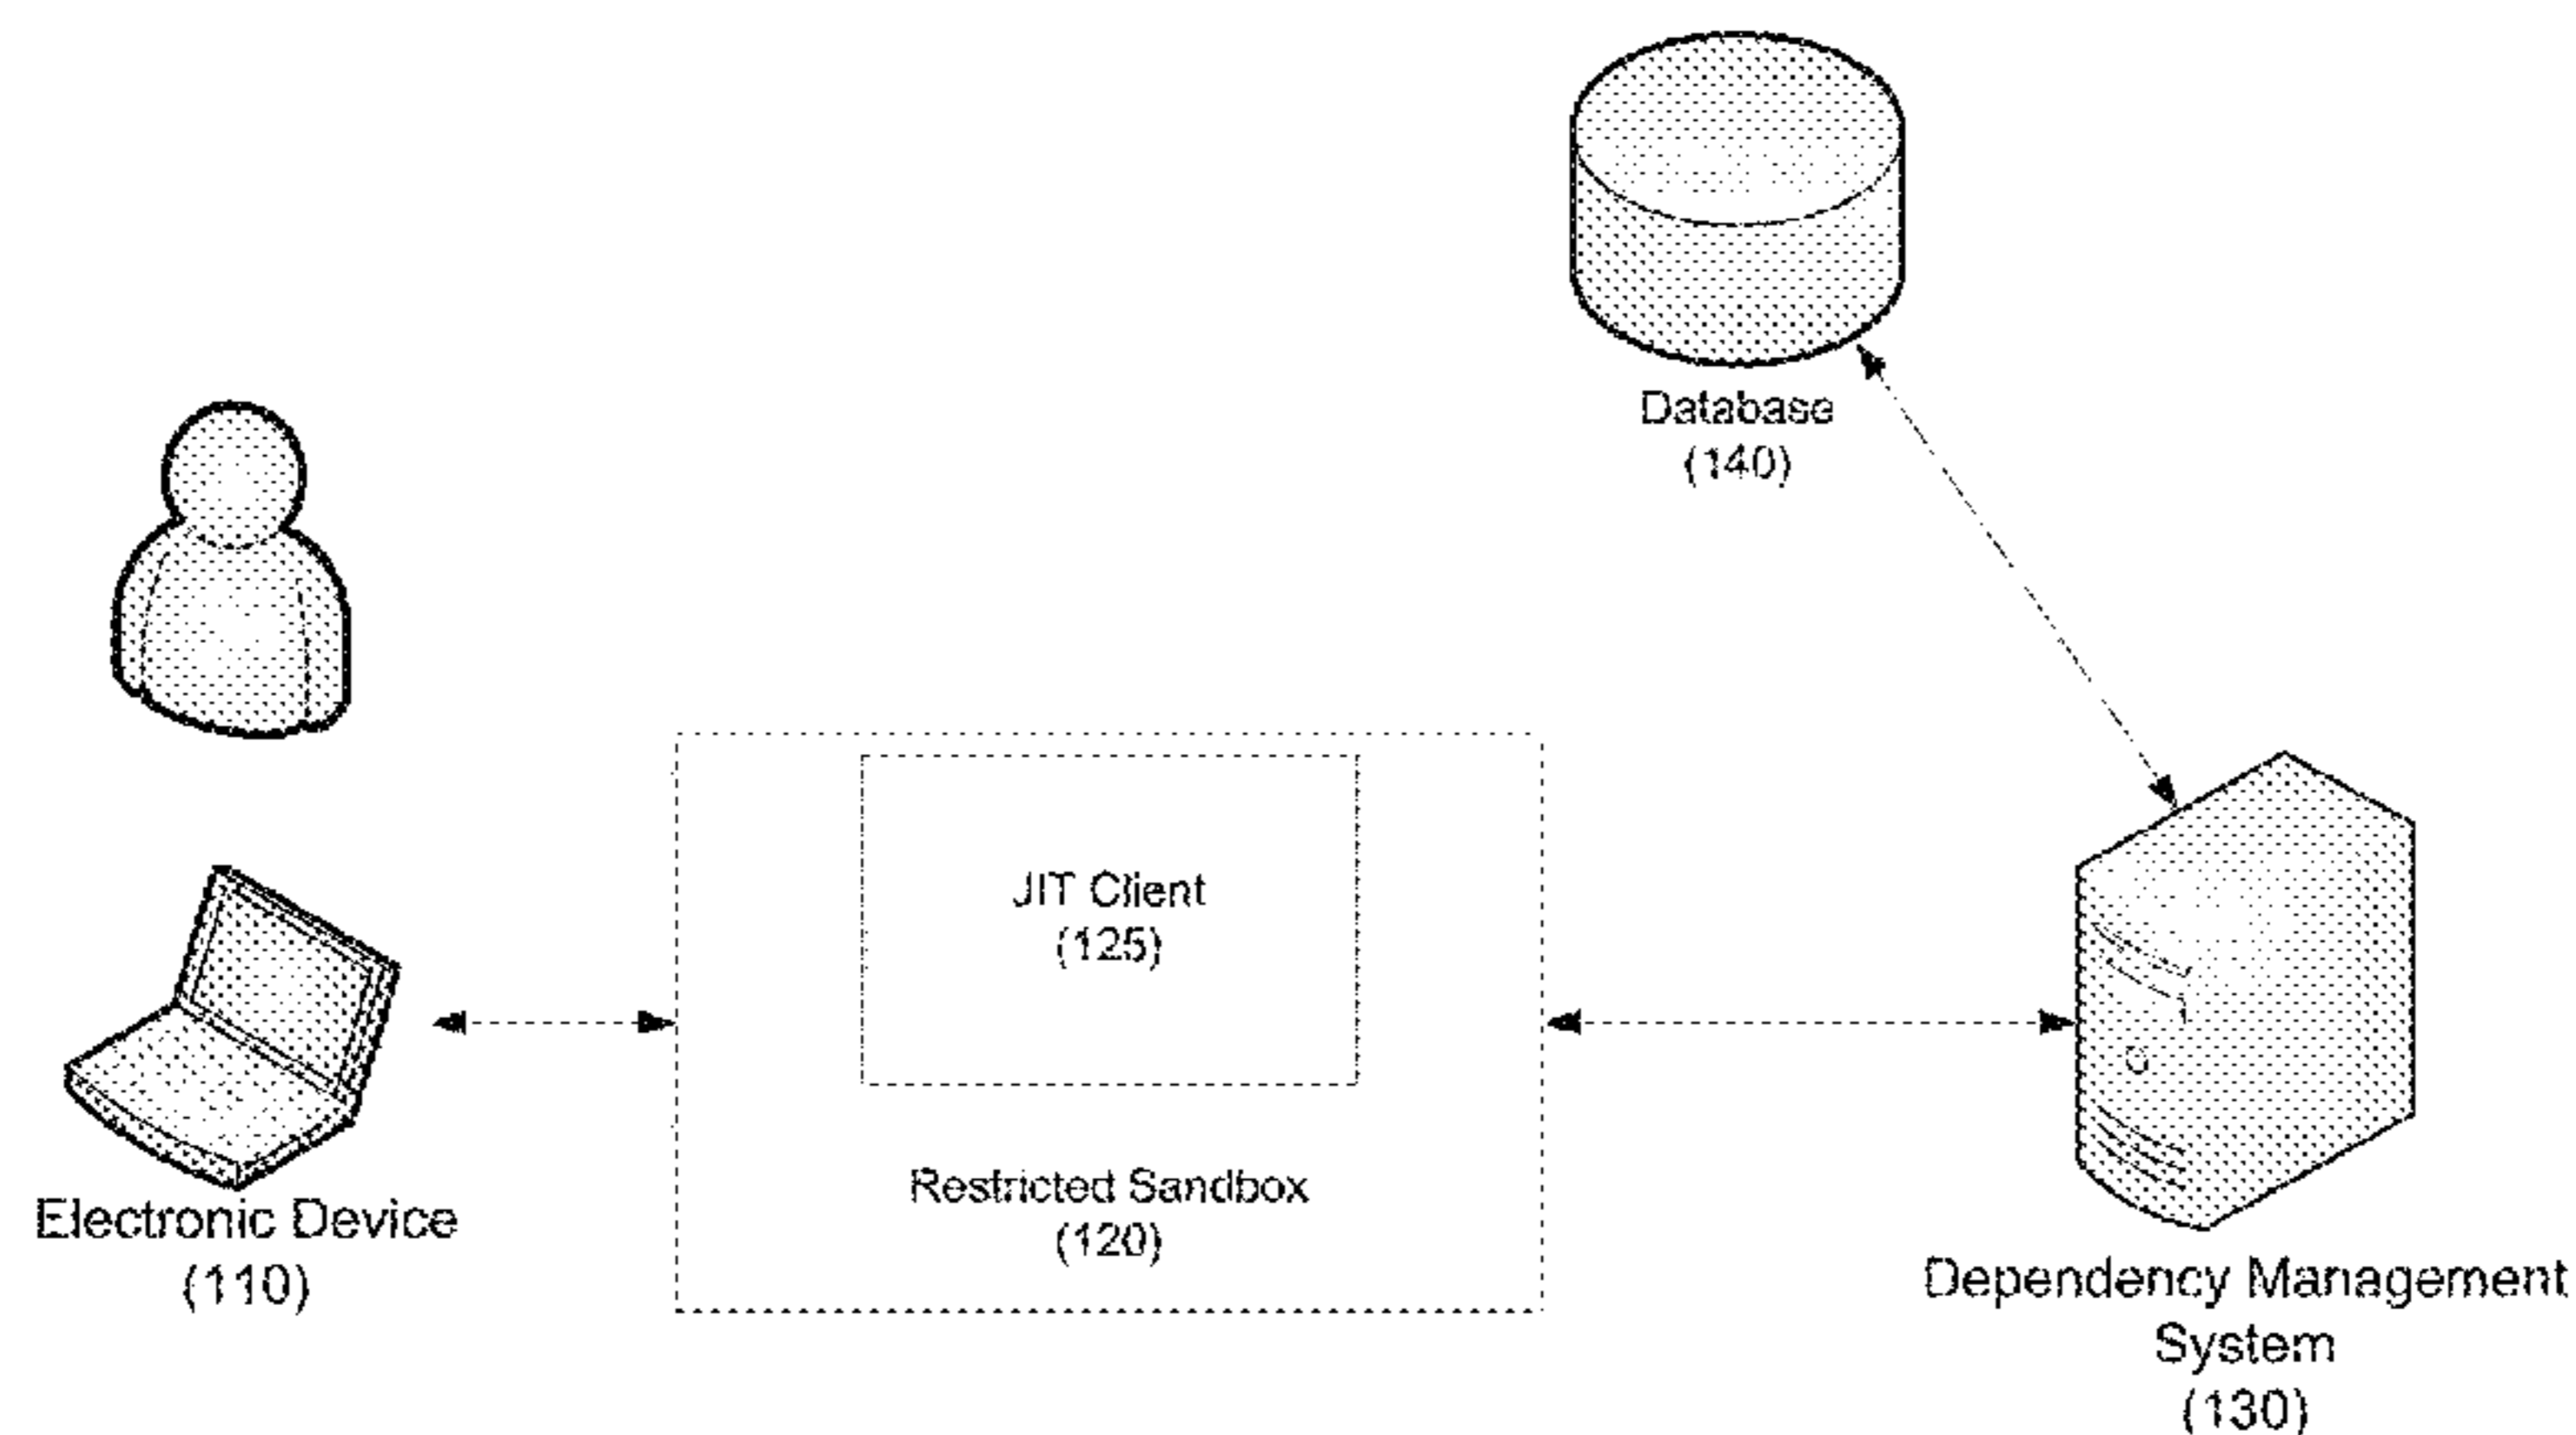 Database
(140)
JIT Client
(125)
Restricted Sandbox
(120)
Electronic Device
(110)
Dependency Management
System
(130)